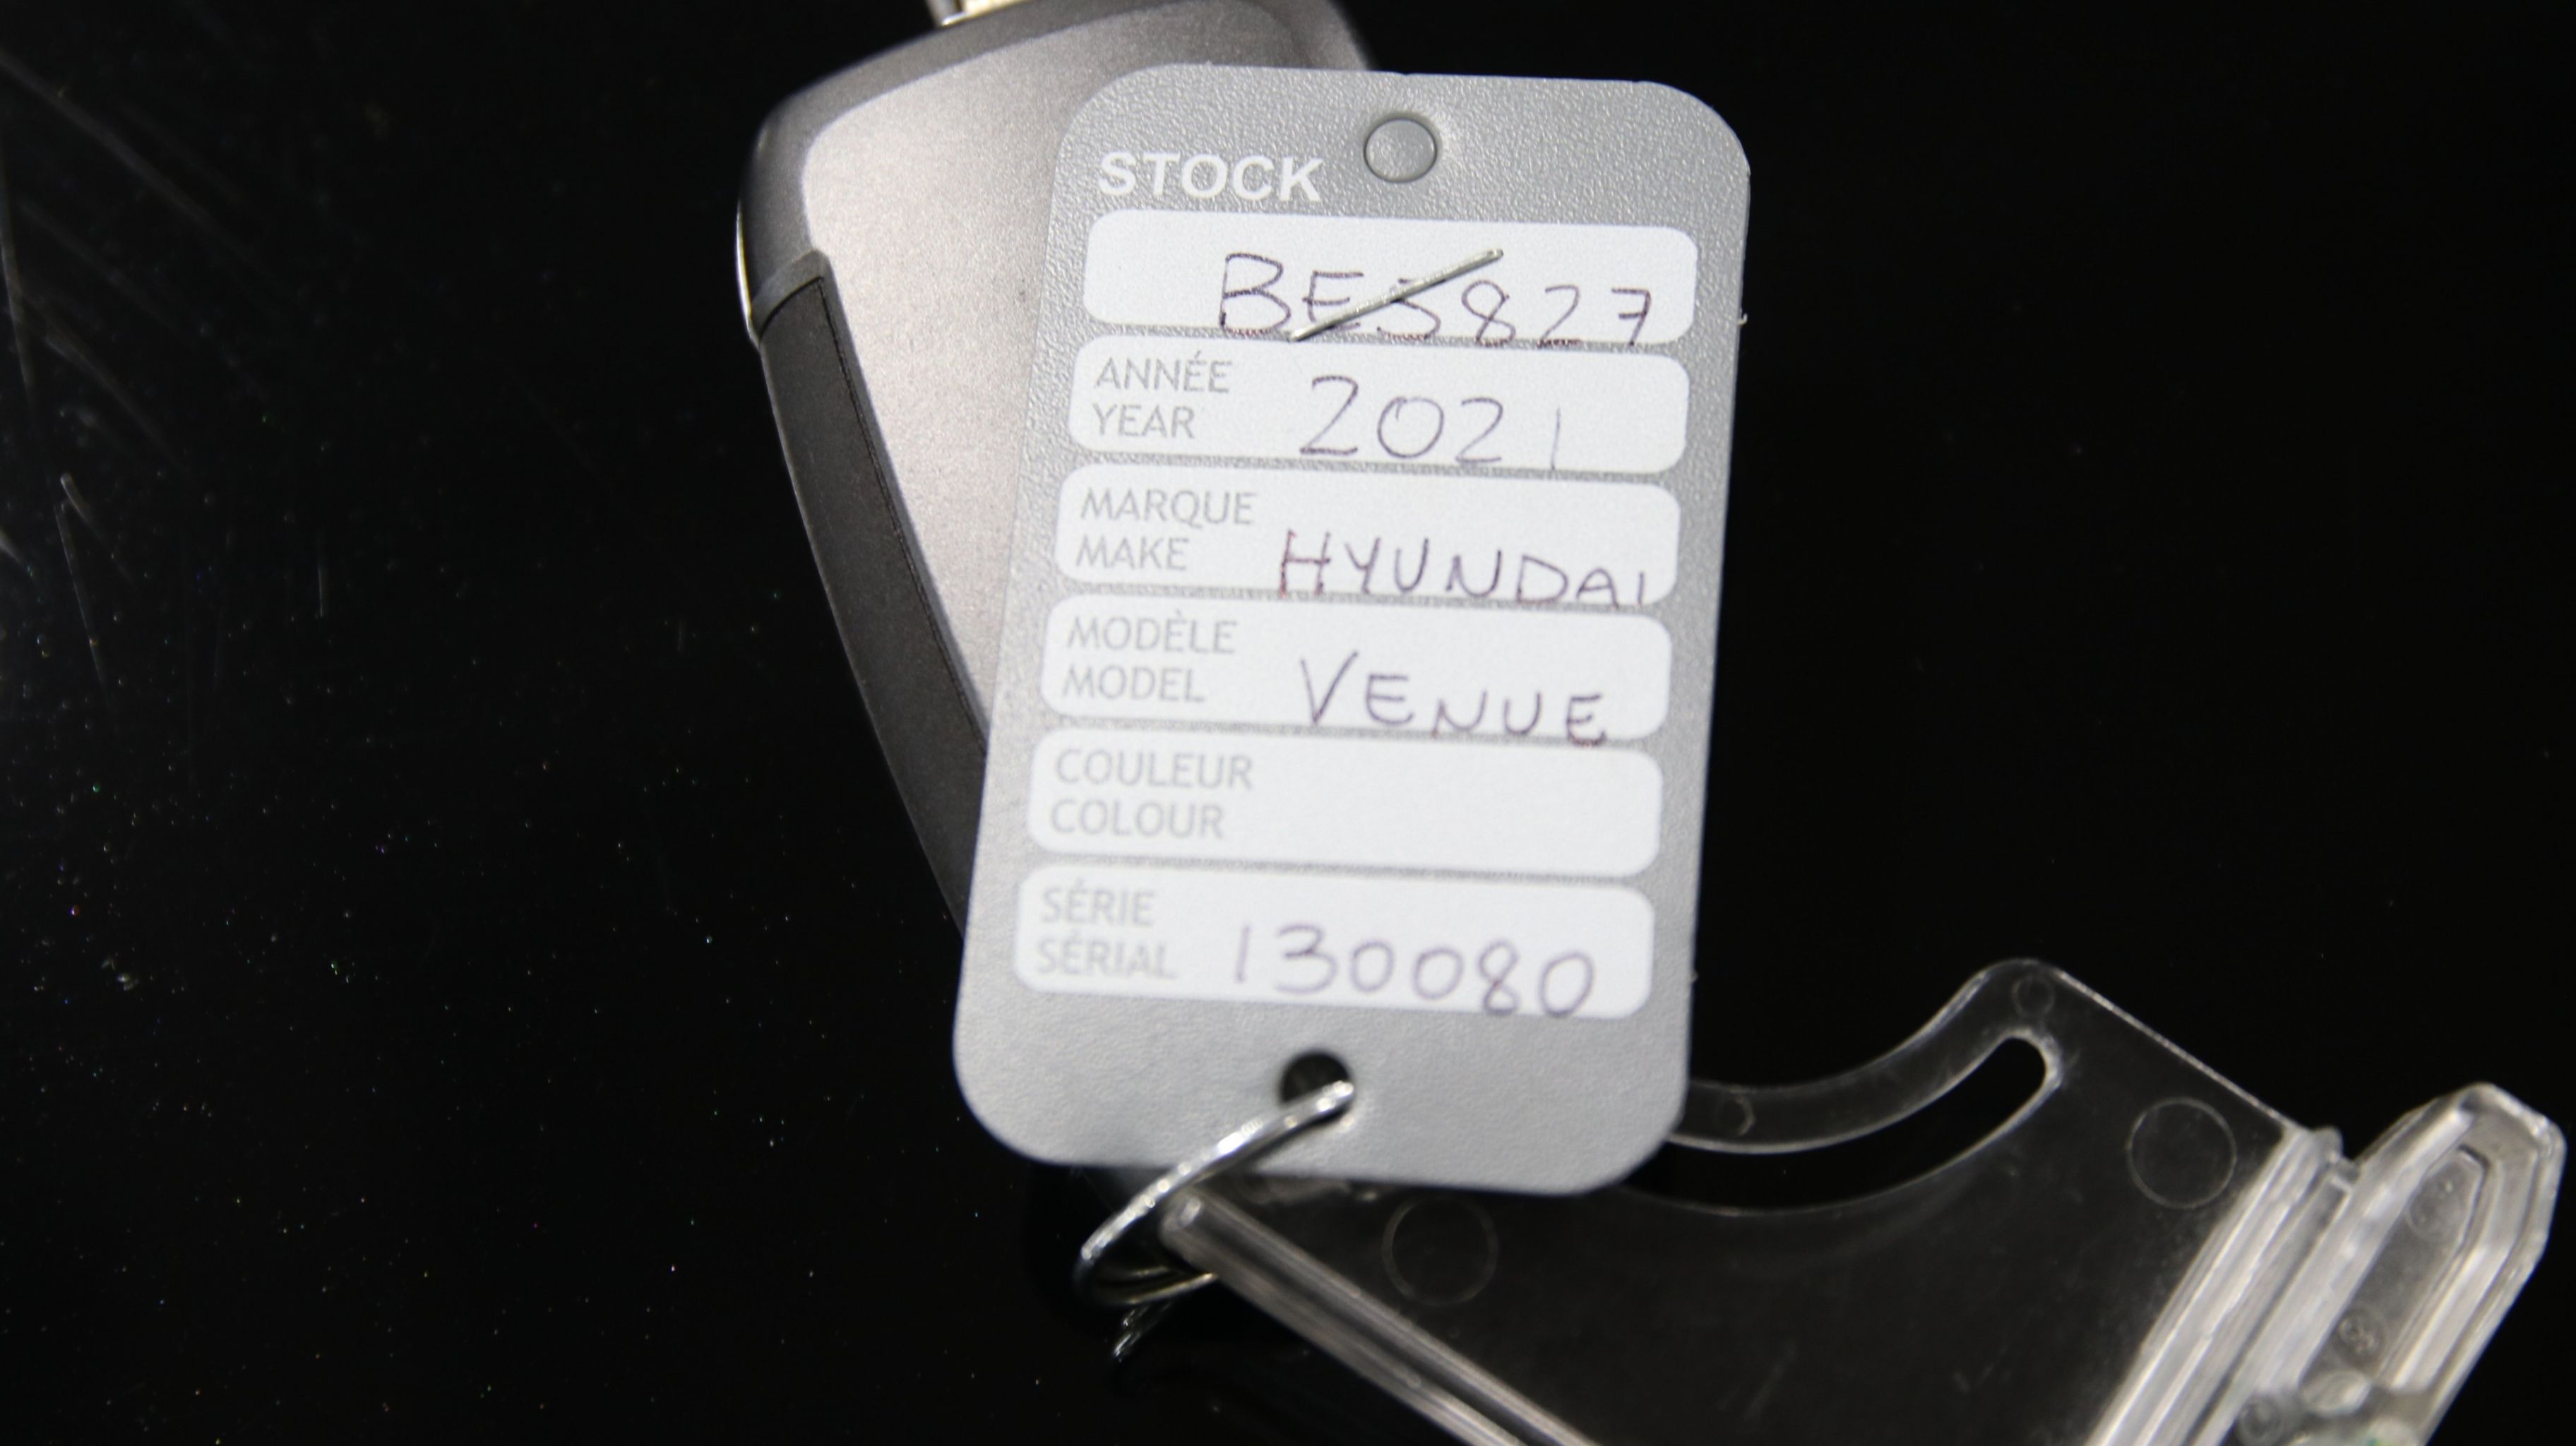 STOCK
BE5827
ANNÉE
YEAR 2021
MARQUE
MAKE HYUNDAI
MODÈLE
MODEL VENUE
COULEUR
COLOUR
SÉRIE
SÉRIAL 130080